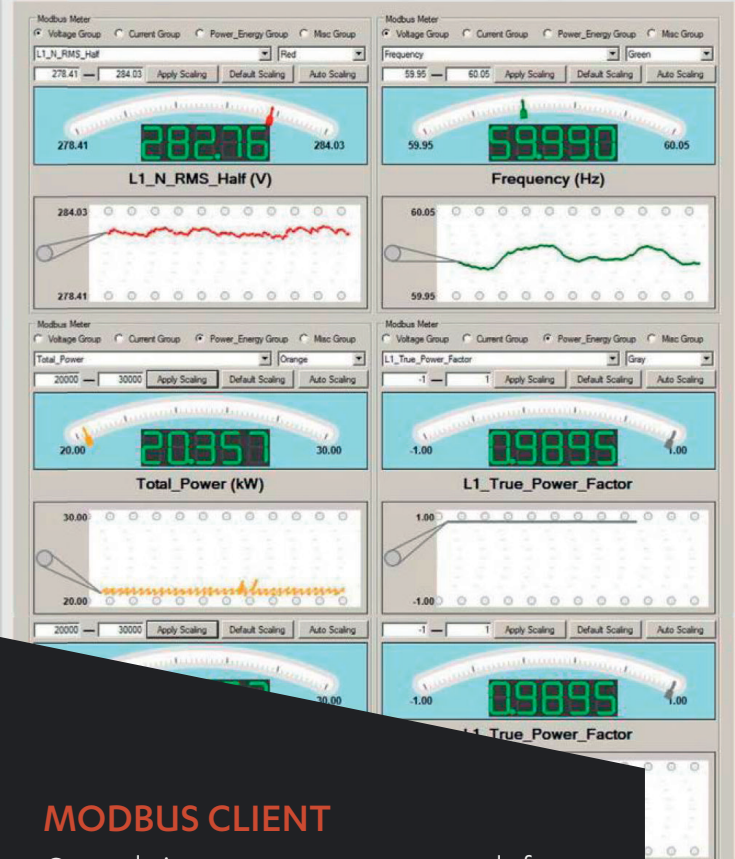 Modbus Meter
Voltage Group Current Group Power_Energy Group Misc Group
L1_N_RMS_Half Red
278.41 — 284.03 Apply Scaling Default Scaling Auto Scaling
278.41 282.76 284.03
L1_N_RMS_Half (V)
284.03
278.41
Modbus Meter
Voltage Group Current Group Power_Energy Group Misc Group
Frequency Green
59.95 — 60.05 Apply Scaling Default Scaling Auto Scaling
59.95 59.990 60.05
Frequency (Hz)
60.05
59.95
Modbus Meter
Voltage Group Current Group Power_Energy Group Misc Group
Total_Power Orange
20000 — 30000 Apply Scaling Default Scaling Auto Scaling
20.00 20.357 30.00
Total_Power (kW)
30.00
20.00
Modbus Meter
Voltage Group Current Group Power_Energy Group Misc Group
L1_True_Power_Factor Gray
-1 — 1 Apply Scaling Default Scaling Auto Scaling
-1.00 0.9895 1.00
L1_True_Power_Factor
1.00
-1.00
20000 — 30000 Apply Scaling Default Scaling Auto Scaling
30.00
-1 — 1 Apply Scaling Default Scaling Auto Scaling
-1.00 0.9895 1.00
L1_True_Power_Factor
MODBUS CLIENT